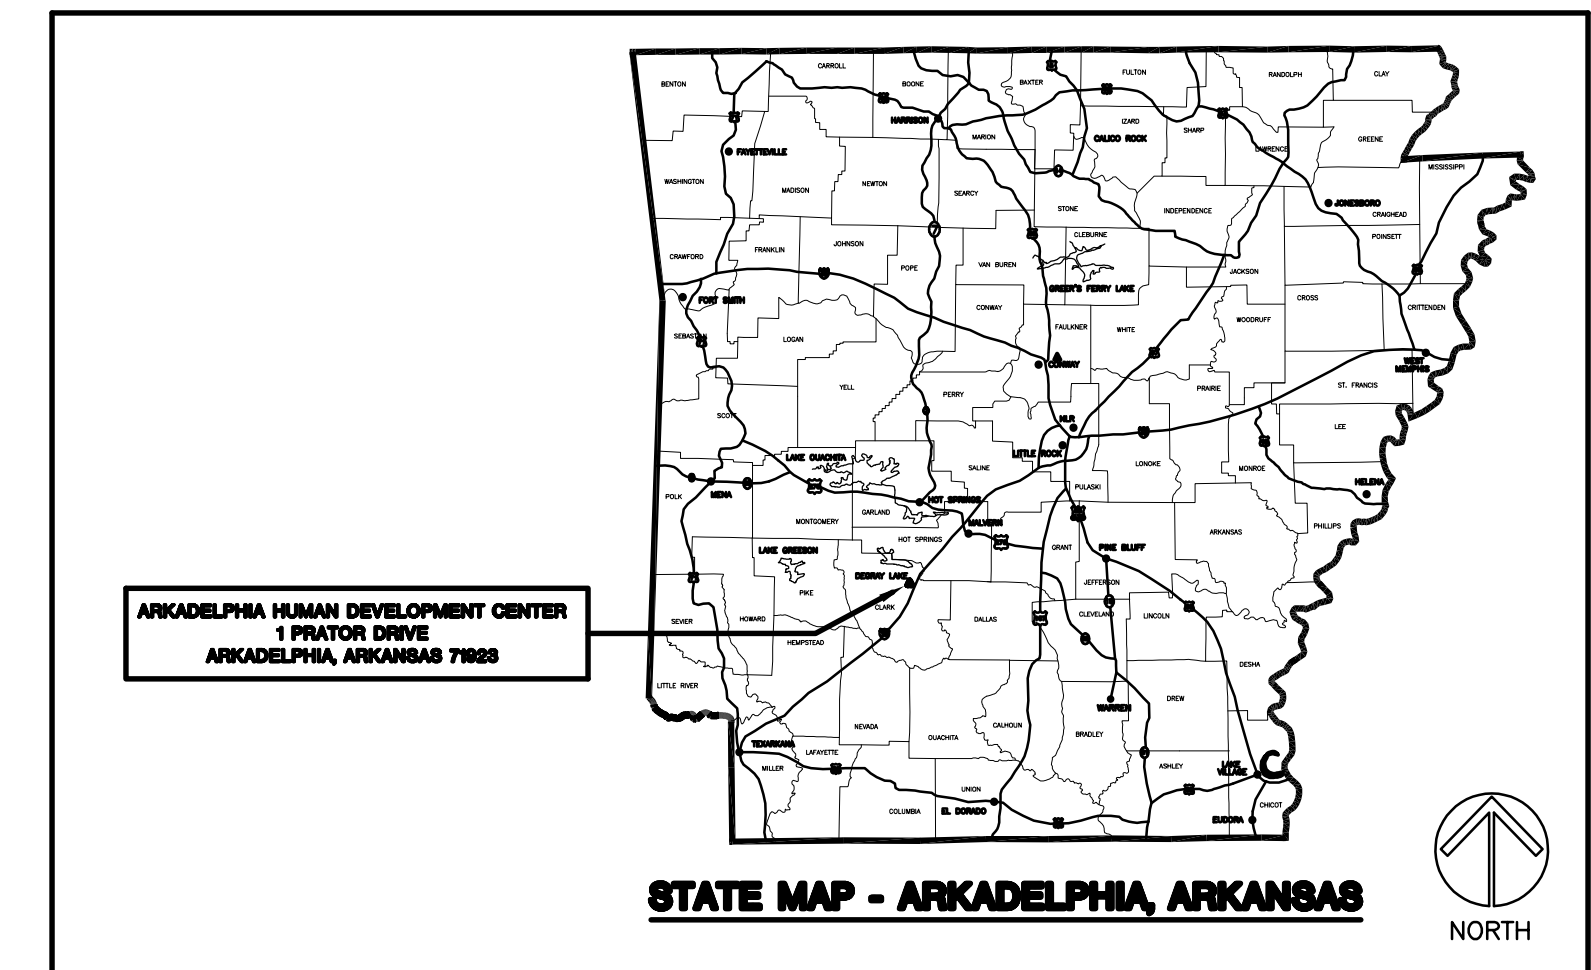 CARROLL
BENTON
BOONE
BAXTER
FULTON
RANDOLPH
CLAY
HARRISON
MARION
IZARD
CALICO ROCK
SHARP
LAWRENCE
GREENE
FAYETTEVILLE
MISSISSIPPI
WASHINGTON
MADISON
NEWTON
SEARCY
STONE
INDEPENDENCE
JONESBORO
CRAIGHEAD
CRAWFORD
FRANKLIN
JOHNSON
7
CLEBURNE
POINSETT
POPE
VAN BUREN
JACKSON
FORT SMITH
GREER'S FERRY LAKE
CROSS
CONWAY
WOODRUFF
CRITTENDEN
SEBASTIAN
LOGAN
FAULKNER
WHITE
CONWAY
WEST
MEMPHIS
YELL
PERRY
PRAIRIE
ST. FRANCIS
SCOTT
NLR
LEE
LAKE OUACHITA
SALINE
LITTLE ROCK
LONOKE
MONROE
POLK
MENA
270
HOT SPRINGS
PULASKI
HELENA
MONTGOMERY
GARLAND
MALVERN
ARKANSAS
PHILLIPS
HOT SPRINGS
270
LAKE GREESON
GRANT
PINE BLUFF
DEGRAY LAKE
JEFFERSON
PIKE
CLARK
ARKADELPHIA HUMAN DEVELOPMENT CENTER
1 PRATOR DRIVE
ARKADELPHIA, ARKANSAS 71923
SEVIER
HOWARD
HEMPSTEAD
DALLAS
CLEVELAND
LINCOLN
DESHA
LITTLE RIVER
DREW
WARREN
NEVADA
OUACHITA
CALHOUN
BRADLEY
TEXARKANA
LAFAYETTE
MILLER
ASHLEY
LAKE
VILLAGE
C
UNION
COLUMBIA
EL DORADO
CHICOT
EUDORA
STATE MAP - ARKADELPHIA, ARKANSAS
NORTH